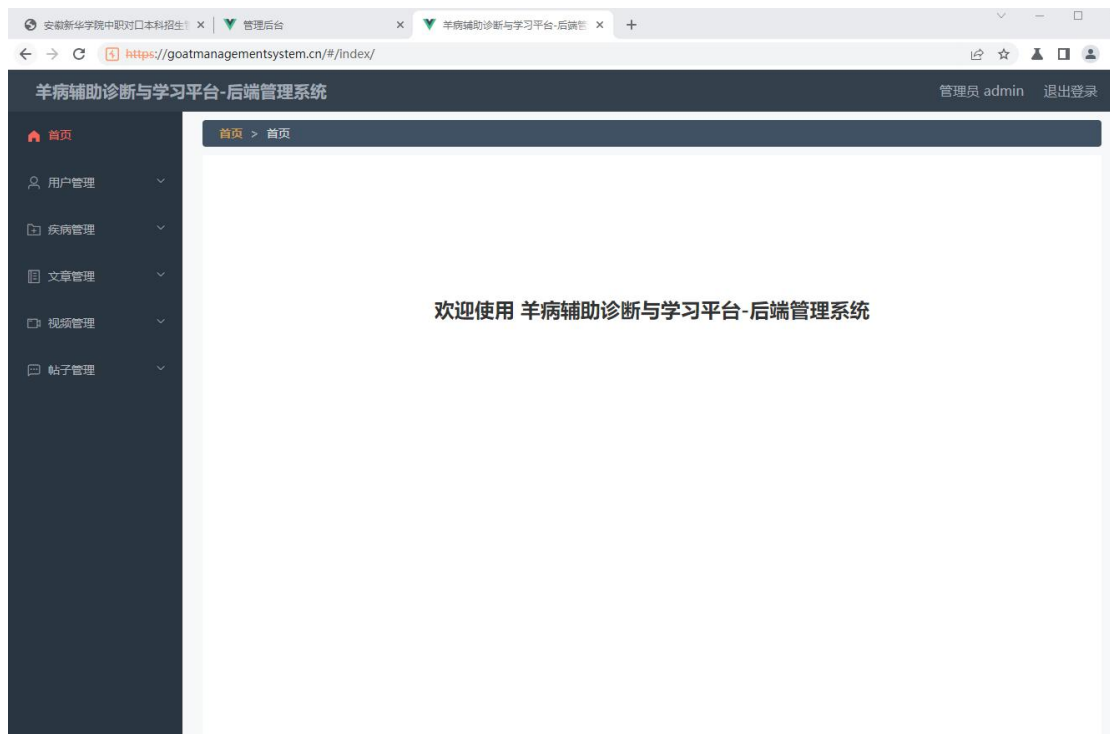 安徽新华学院中职对口本科招生
管理后台
羊病辅助诊断与学习平台-后端管
https://goatmanagementsystem.cn/#/index/
羊病辅助诊断与学习平台-后端管理系统
管理员 admin 退出登录
首页
首页 > 首页
用户管理
疾病管理
文章管理
欢迎使用 羊病辅助诊断与学习平台-后端管理系统
视频管理
帖子管理